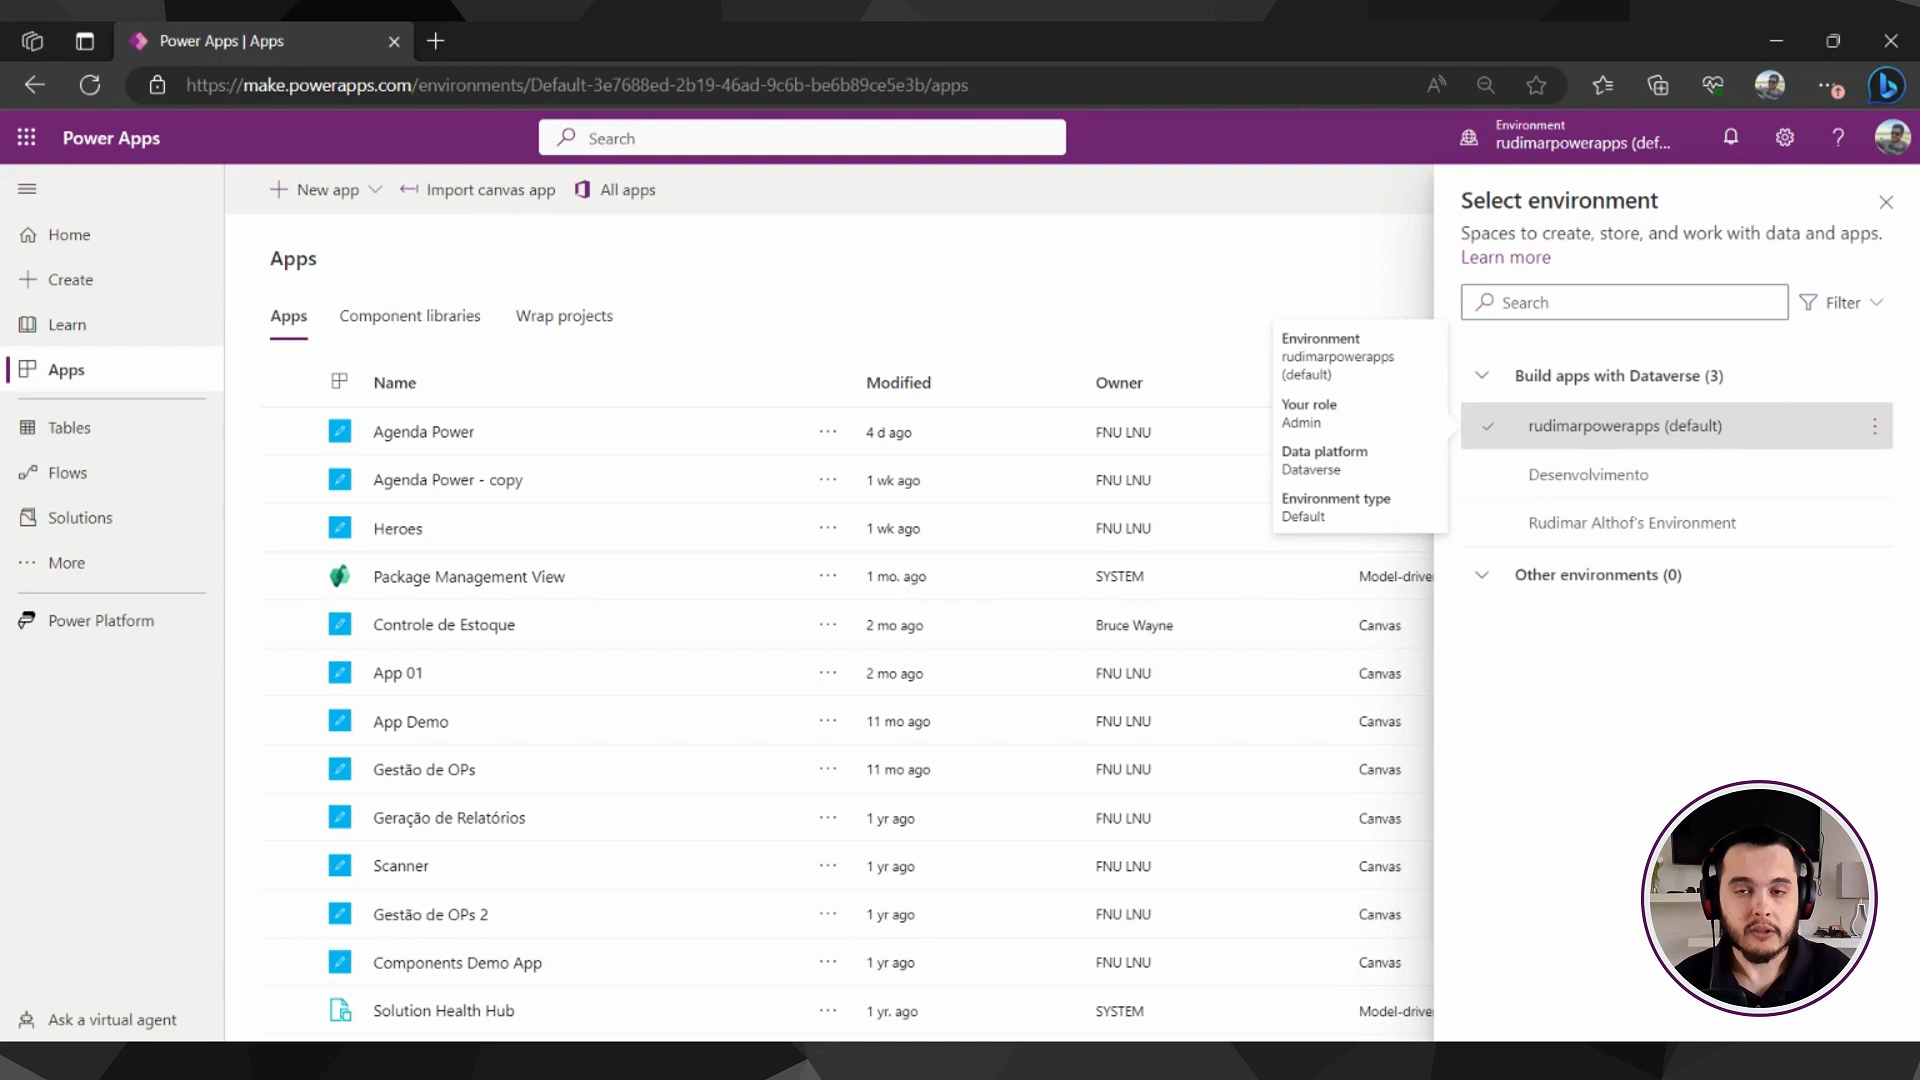 Power Apps | Apps
https://make.powerapps.com/environments/Default-3e7688ed-2b19-46ad-9c6b-be6b89ce5e3b/apps
Power Apps
Search
Environment
rudimarpowerapps (def...
New app
Import canvas app
All apps
Home
Create
Learn
Apps
Tables
Flows
Solutions
More
Power Platform
Ask a virtual agent
Apps
Apps
Component libraries
Wrap projects
Name Modified Owner
Agenda Power ... 4 d ago FNU LNU
Agenda Power - copy ... 1 wk ago FNU LNU
Heroes ... 1 wk ago FNU LNU
Package Management View ... 1 mo. ago SYSTEM Model-drive
Controle de Estoque ... 2 mo ago Bruce Wayne Canvas
App 01 ... 2 mo ago FNU LNU Canvas
App Demo ... 11 mo ago FNU LNU Canvas
Gestão de OPs ... 11 mo ago FNU LNU Canvas
Geração de Relatórios ... 1 yr ago FNU LNU Canvas
Scanner ... 1 yr ago FNU LNU Canvas
Gestão de OPs 2 ... 1 yr ago FNU LNU Canvas
Components Demo App ... 1 yr ago FNU LNU Canvas
Solution Health Hub ... 1 yr. ago SYSTEM Model-drive
Environment
rudimarpowerapps
(default)
Your role
Admin
Data platform
Dataverse
Environment type
Default
Select environment
Spaces to create, store, and work with data and apps.
Learn more
Search
Filter
Build apps with Dataverse (3)
rudimarpowerapps (default)
Desenvolvimento
Rudimar Althof's Environment
Other environments (0)